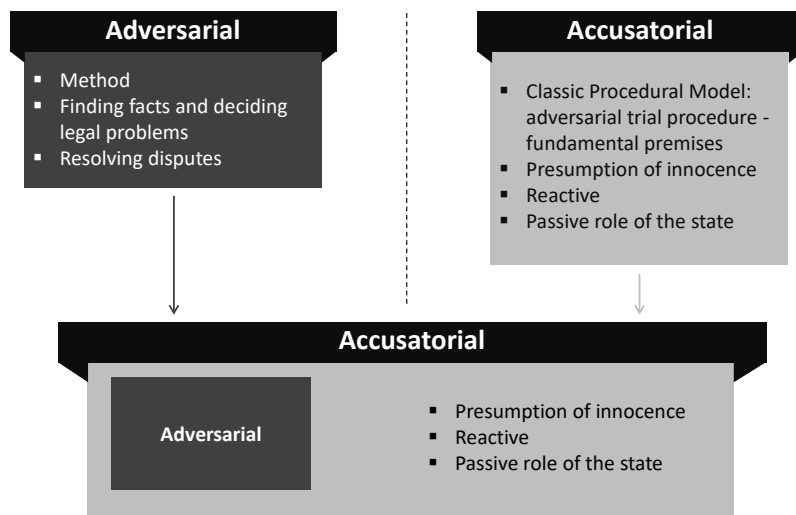 Adversarial
▪ Method
▪ Finding facts and deciding
legal problems
▪ Resolving disputes
Accusatorial
▪ Classic Procedural Model:
adversarial trial procedure -
fundamental premises
▪ Presumption of innocence
▪ Reactive
▪ Passive role of the state
Accusatorial
Adversarial
▪ Presumption of innocence
▪ Reactive
▪ Passive role of the state